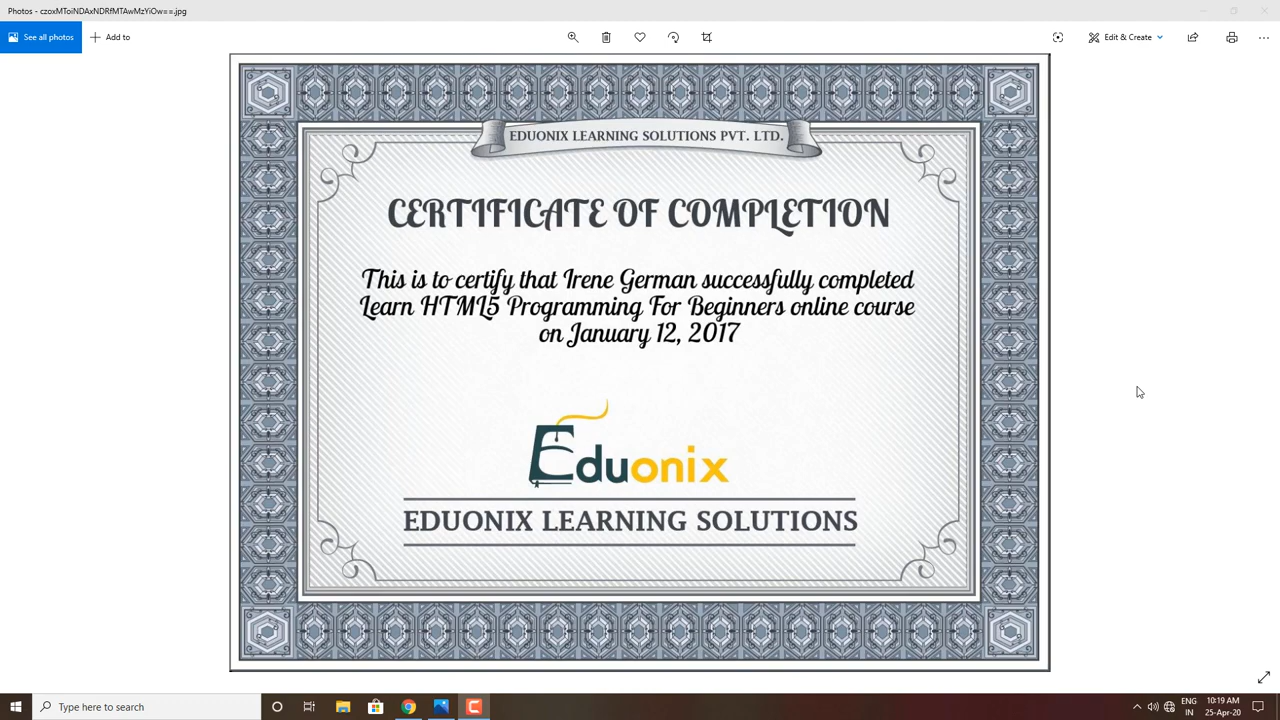 Photos - czoxMToiNDAxNDRfMTAwMzYiOw==.jpg
See all photos
Add to
Edit & Create
EDUONIX LEARNING SOLUTIONS PVT. LTD.
CERTIFICATE OF COMPLETION
This is to certify that Irene German successfully completed
Learn HTML5 Programming For Beginners online course
on January 12, 2017
Eduonix
EDUONIX LEARNING SOLUTIONS
Type here to search
ENG
IN
10:19 AM
25-Apr-20